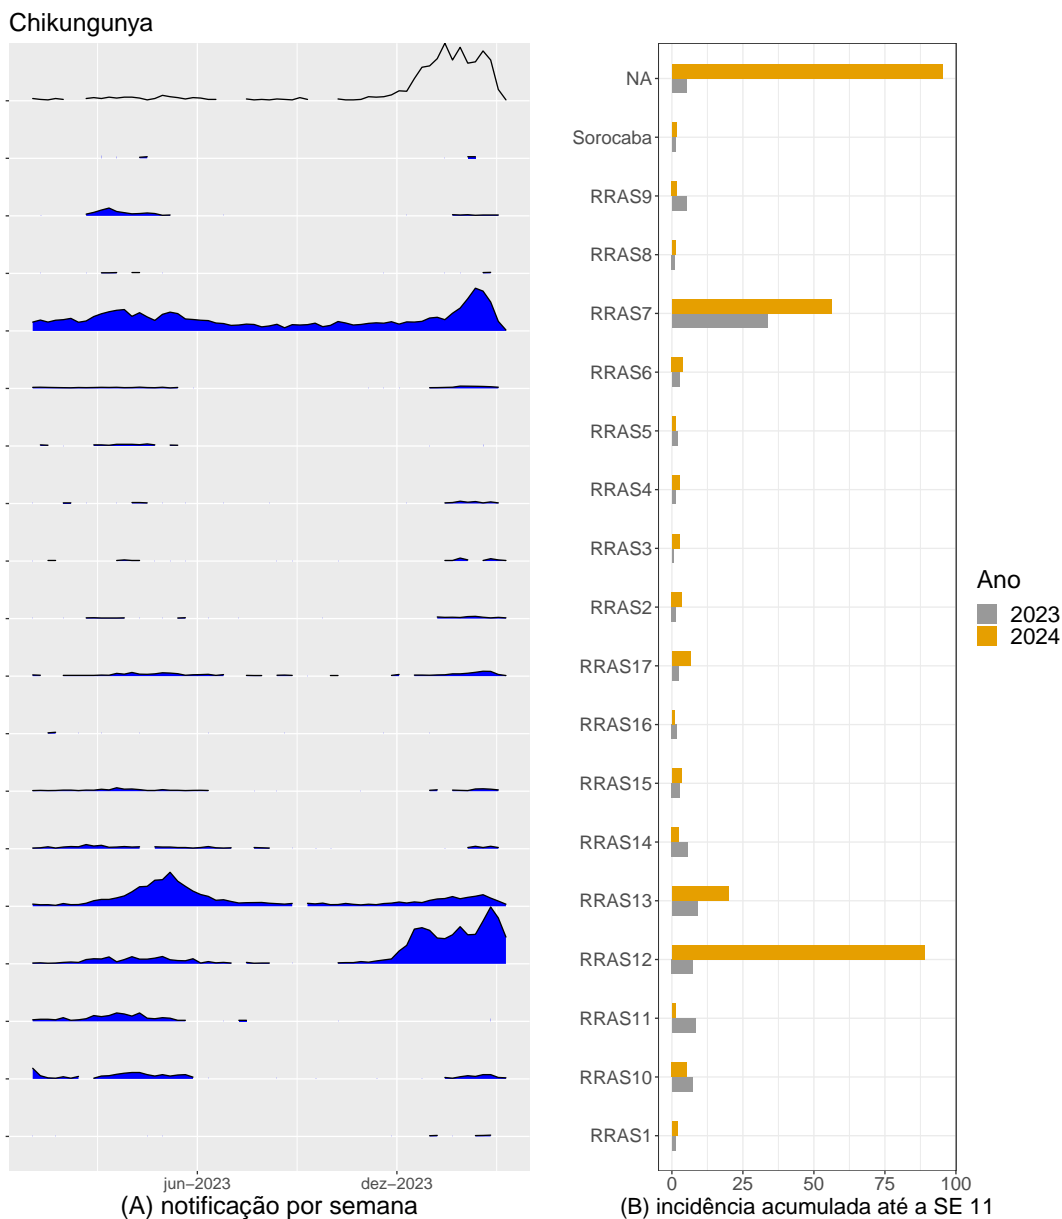 Chikungunya
NA
Sorocaba
RRAS9
RRAS8
RRAS7
RRAS6
RRAS5
RRAS4
RRAS3
RRAS2
RRAS17
RRAS16
RRAS15
RRAS14
RRAS13
RRAS12
RRAS11
RRAS10
RRAS1
Ano
2023
2024
jun−2023
dez−2023
0
25
50
75
100
(A) notificação por semana
(B) incidência acumulada até a SE 11